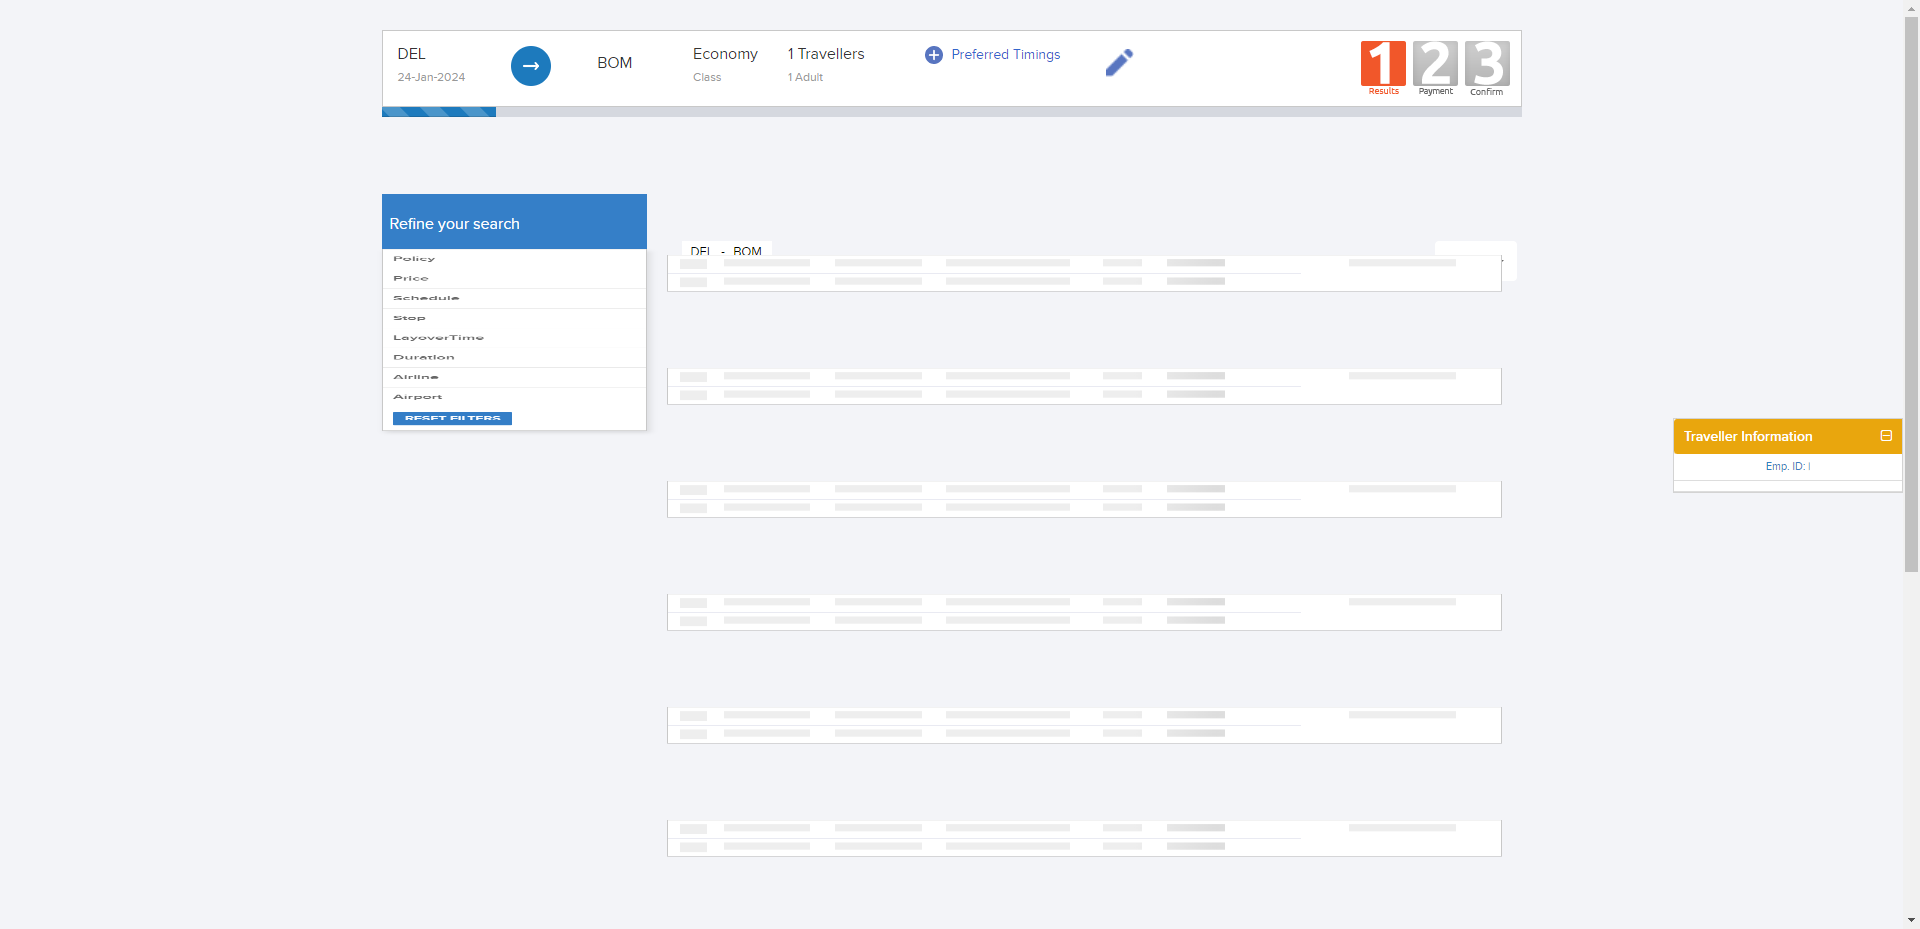 DEL
24-Jan-2024
BOM
Economy
Class
1 Travellers
1 Adult
Preferred Timings
1 2 3
Results Payment Confirm
Refine your search
DEL - BOM
Policy
Price
Schedule
Stop
LayoverTime
Duration
Airline
Airport
RESET FILTERS
Traveller Information
Emp. ID: